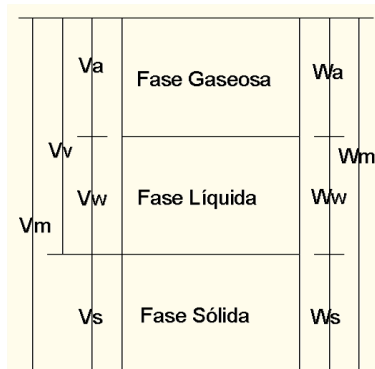 Va Fase Gaseosa Wa
Vv Wm
Vw Fase Líquida Ww
Vm
Vs Fase Sólida Ws